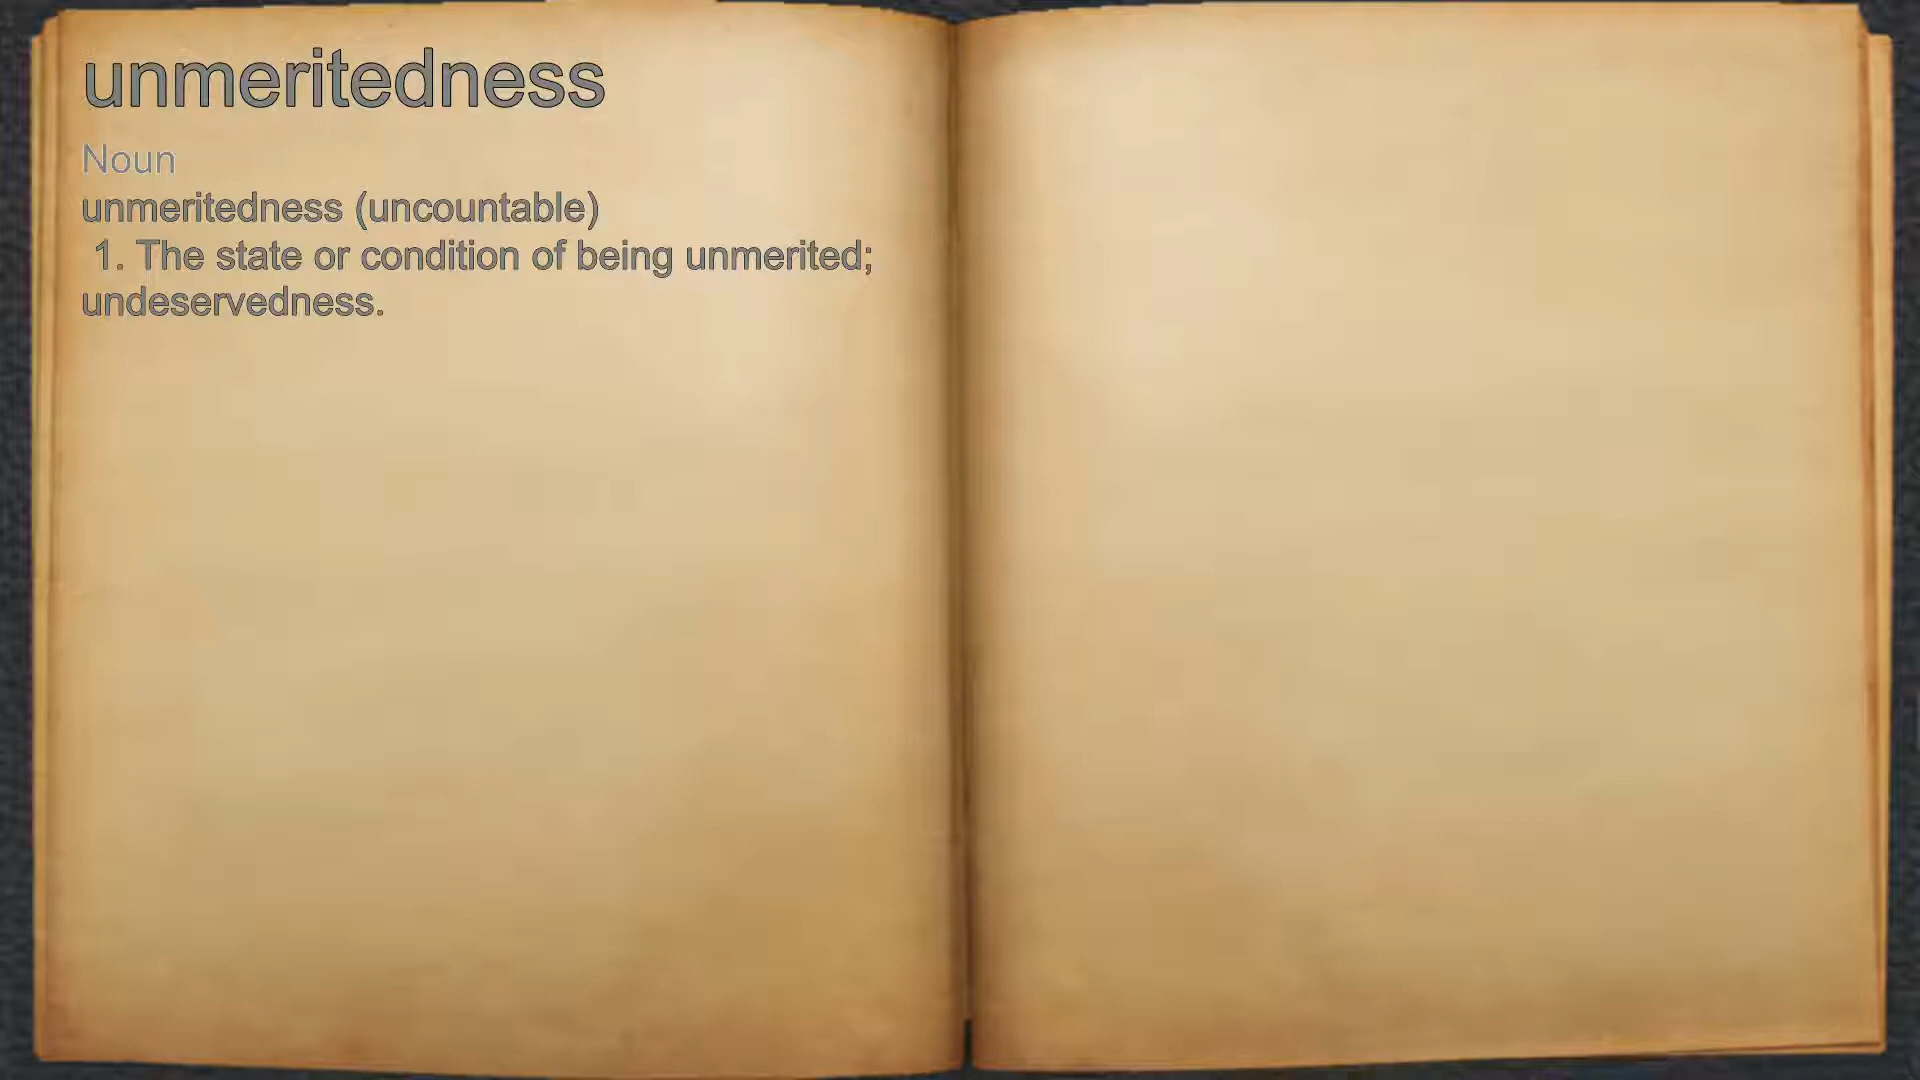 unmeritedness
Noun
unmeritedness (uncountable)
1. The state or condition of being unmerited;
undeservedness.